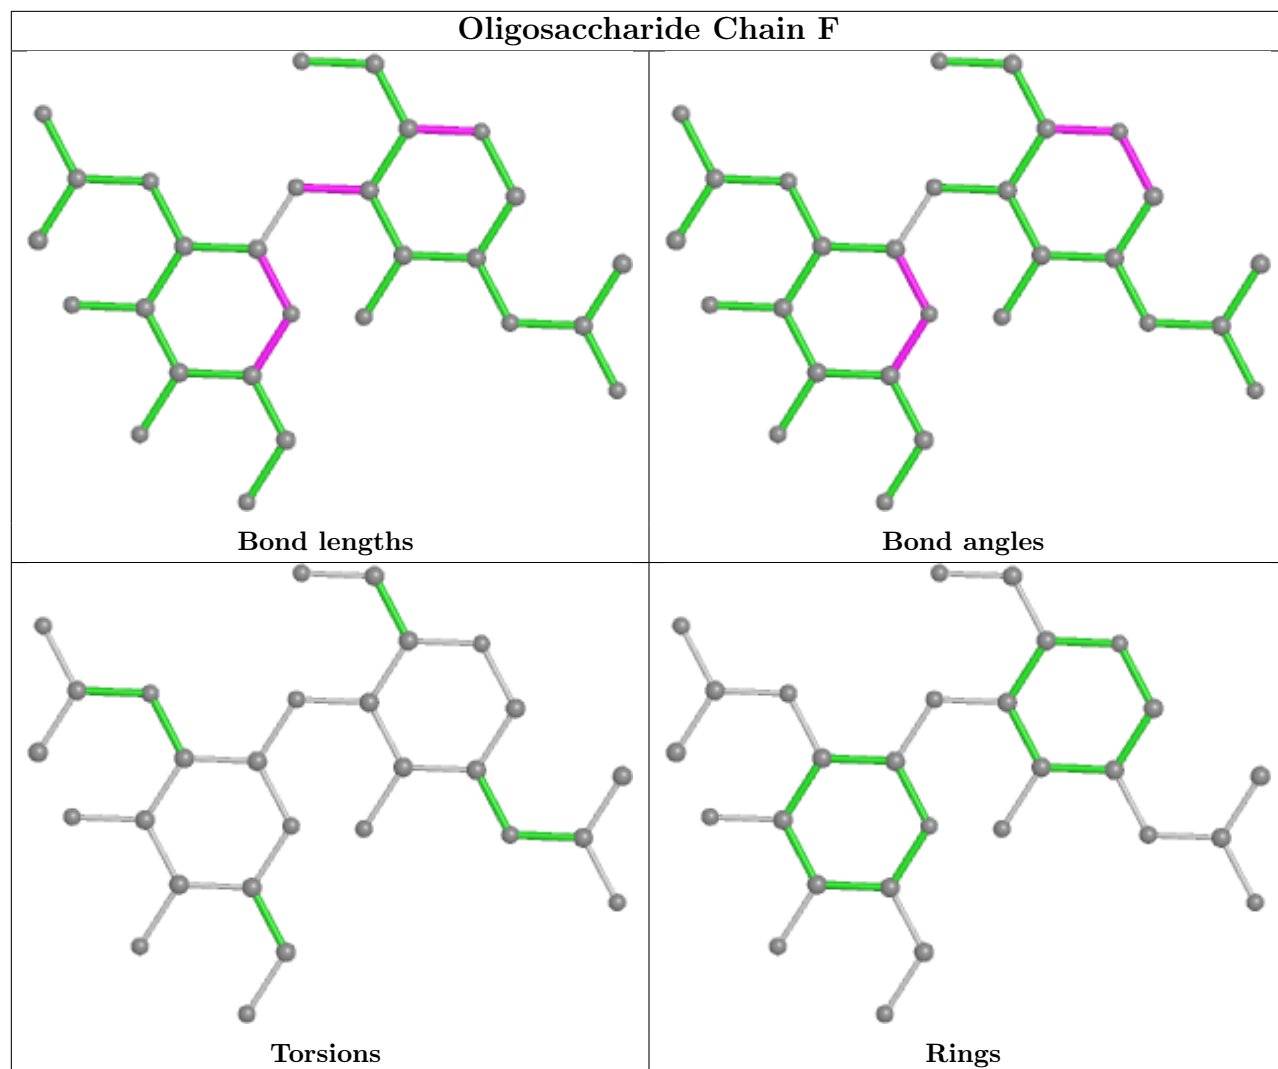 Oligosaccharide Chain F
Bond lengths
Bond angles
Torsions
Rings